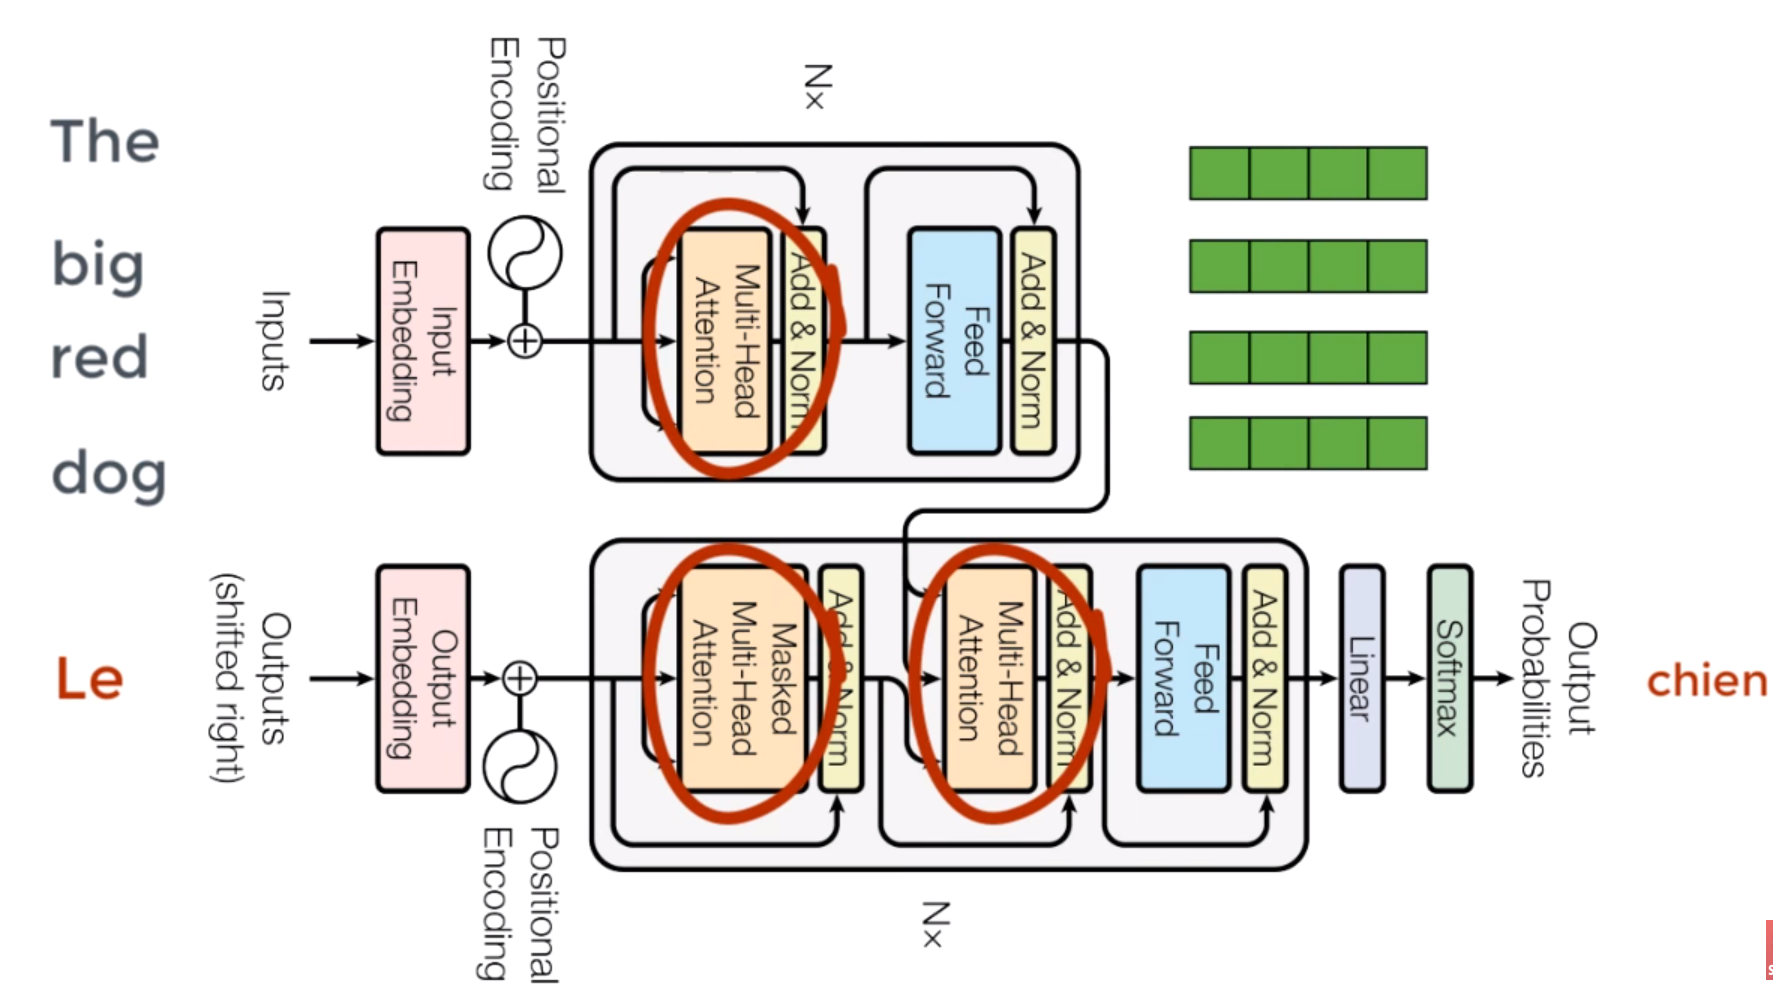 The
big
red
dog
Le
Inputs
Input
Embedding
Positional
Encoding
Nx
Multi-Head
Attention
Add & Norm
Feed
Forward
Add & Norm
Outputs
(shifted right)
Output
Embedding
Positional
Encoding
Masked
Multi-Head
Attention
Add & Norm
Multi-Head
Attention
Add & Norm
Feed
Forward
Add & Norm
Nx
Linear
Softmax
Output
Probabilities
chien